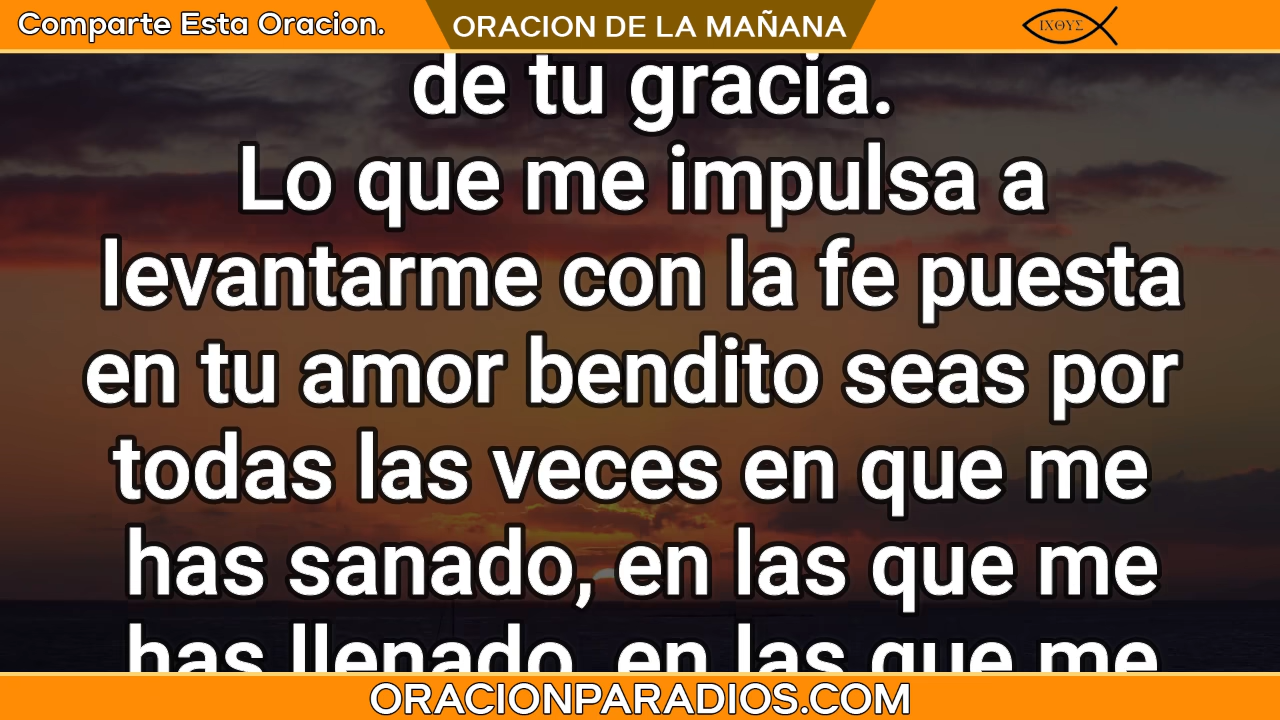 Comparte Esta Oracion.
ORACION DE LA MAÑANA
ΙΧΘΥΣ
de tu gracia.
Lo que me impulsa a
levantarme con la fe puesta
en tu amor bendito seas por
todas las veces en que me
has sanado, en las que me
has llenado, en las que me
ORACIONPARADIOS.COM